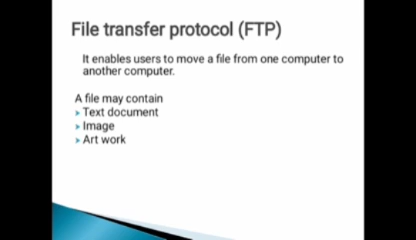 File transfer protocol (FTP)
It enables users to move a file from one computer to
another computer.
A file may contain
➢ Text document
➢ Image
➢ Art work